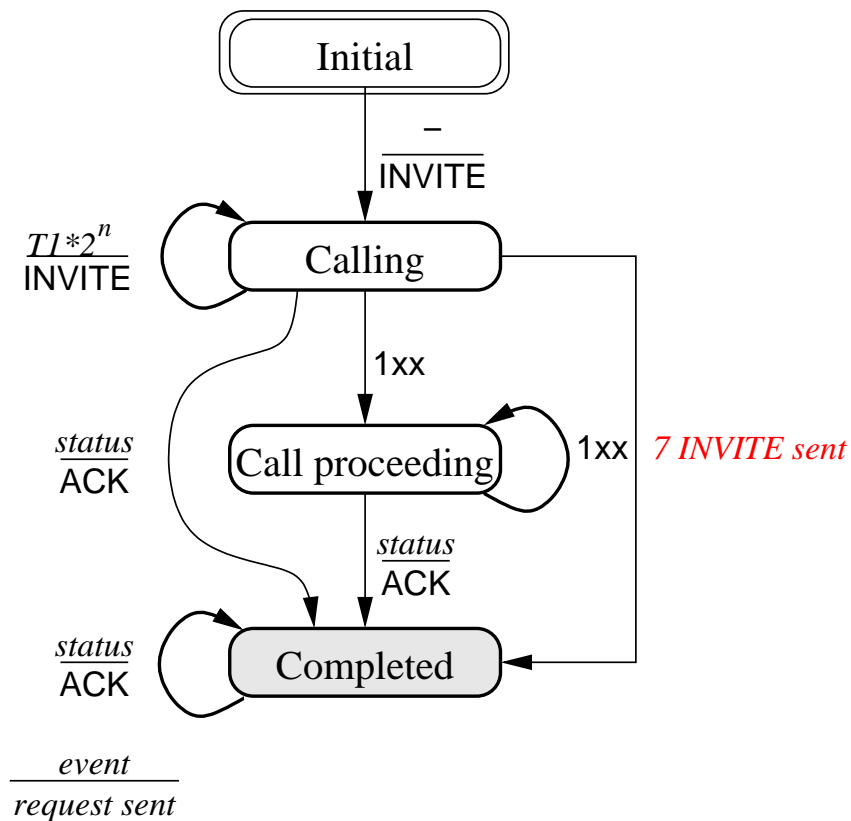 Initial
–
INVITE
T1*2^n
INVITE
Calling
1xx
status
ACK
Call proceeding
1xx
7 INVITE sent
status
ACK
status
ACK
Completed
event
request sent